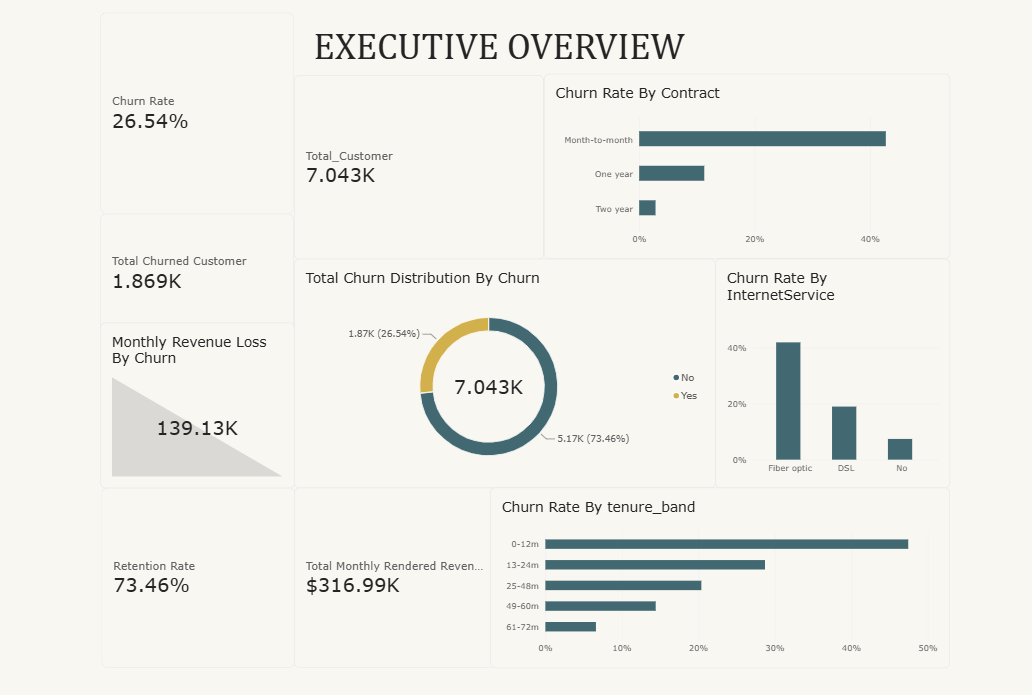 EXECUTIVE OVERVIEW
Churn Rate
26.54%
Total_Customer
7.043K
Churn Rate By Contract
Month-to-month
One year
Two year
0%
20%
40%
Total Churned Customer
1.869K
Monthly Revenue Loss
By Churn
139.13K
Total Churn Distribution By Churn
1.87K (26.54%)
7.043K
5.17K (73.46%)
No
Yes
Churn Rate By
InternetService
40%
20%
0%
Fiber optic
DSL
No
Retention Rate
73.46%
Total Monthly Rendered Reven...
$316.99K
Churn Rate By tenure_band
0-12m
13-24m
25-48m
49-60m
61-72m
0%
10%
20%
30%
40%
50%